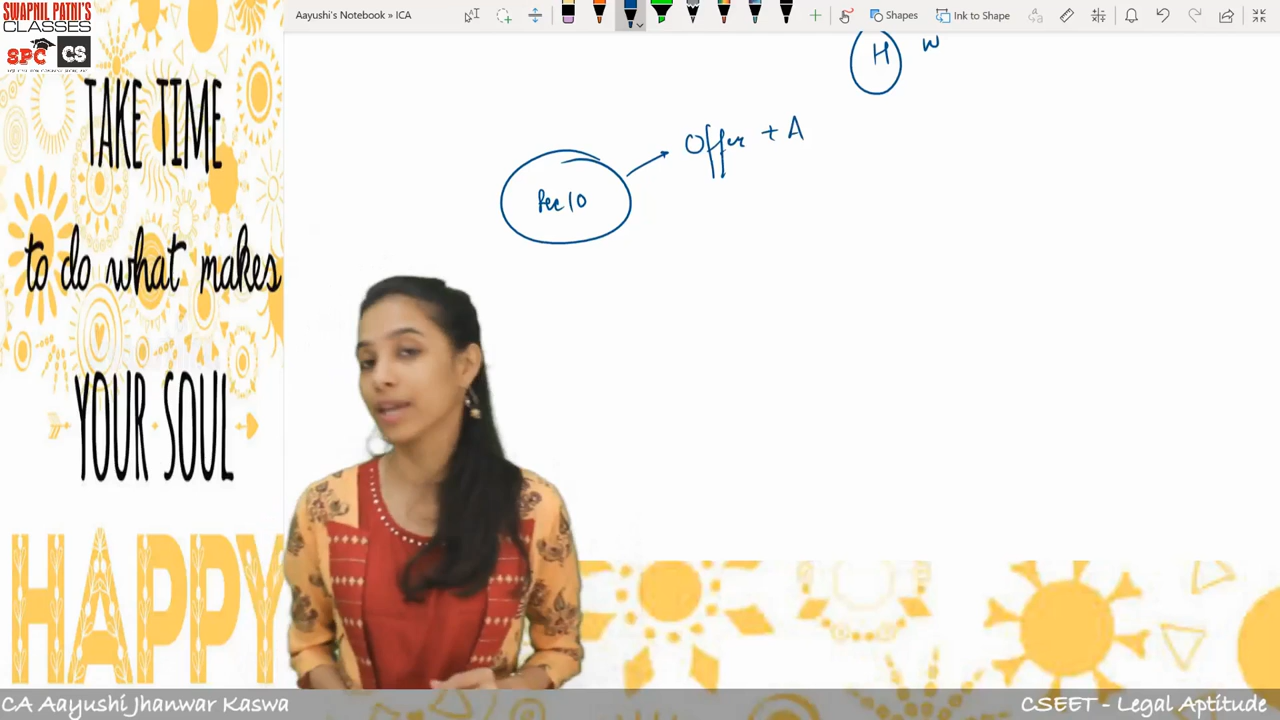 SWAPNIL PATNI'S
CLASSES
SPC CS
TAKE TIME
to do what makes
YOUR SOUL
HAPPY
Aayushi's Notebook » ICA
Shapes
Ink to Shape
H W
Offer + A
Sec 10
CA Aayushi Jhanwar Kaswa
CSEET - Legal Aptitude